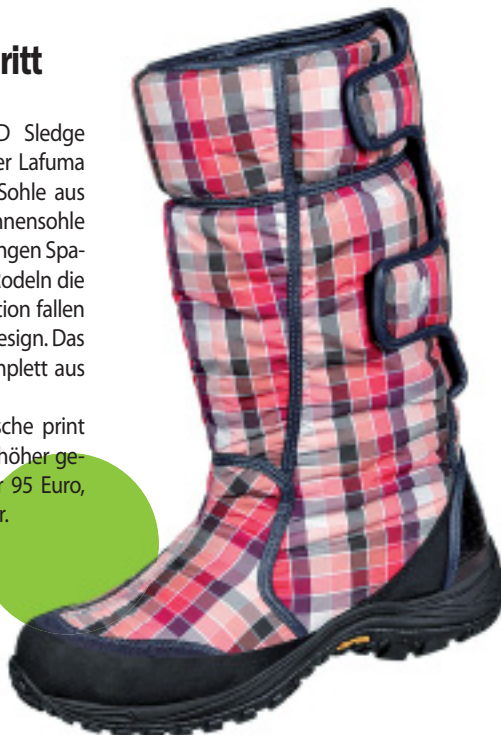 ritt
D Sledge
er Lafuma
Sohle aus
nnensohle
ngen Spa-
Rodeln die
tion fallen
esign. Das
nplett aus
sche print
höher ge-
r 95 Euro,
r.